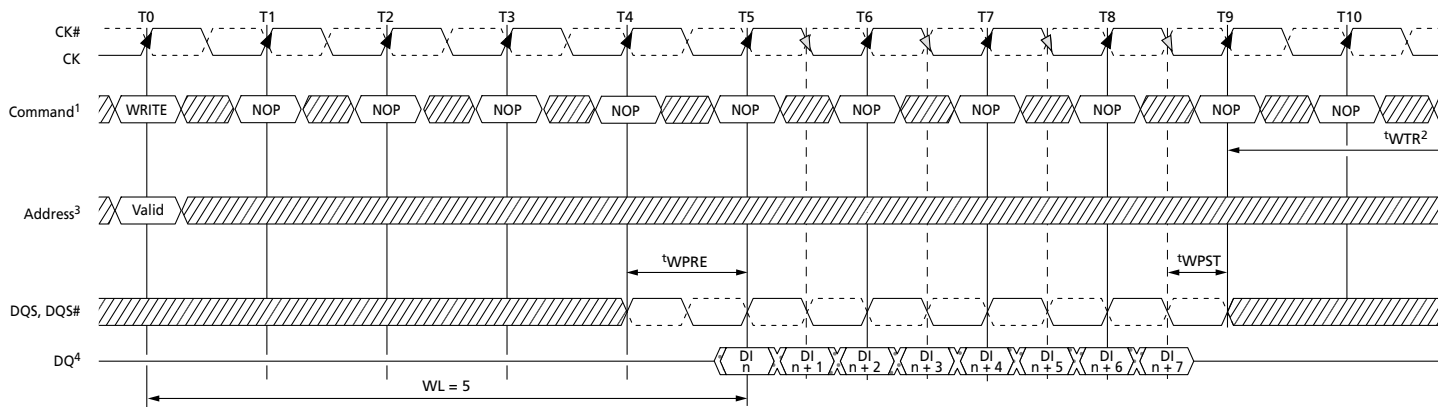 T0 T1 T2 T3 T4 T5 T6 T7 T8 T9 T10
CK#
CK
Command1 WRITE NOP NOP NOP NOP NOP NOP NOP NOP NOP NOP
tWTR2
Address3 Valid
tWPRE tWPST
DQS, DQS#
DQ4 DI n DI n + 1 DI n + 2 DI n + 3 DI n + 4 DI n + 5 DI n + 6 DI n + 7
WL = 5